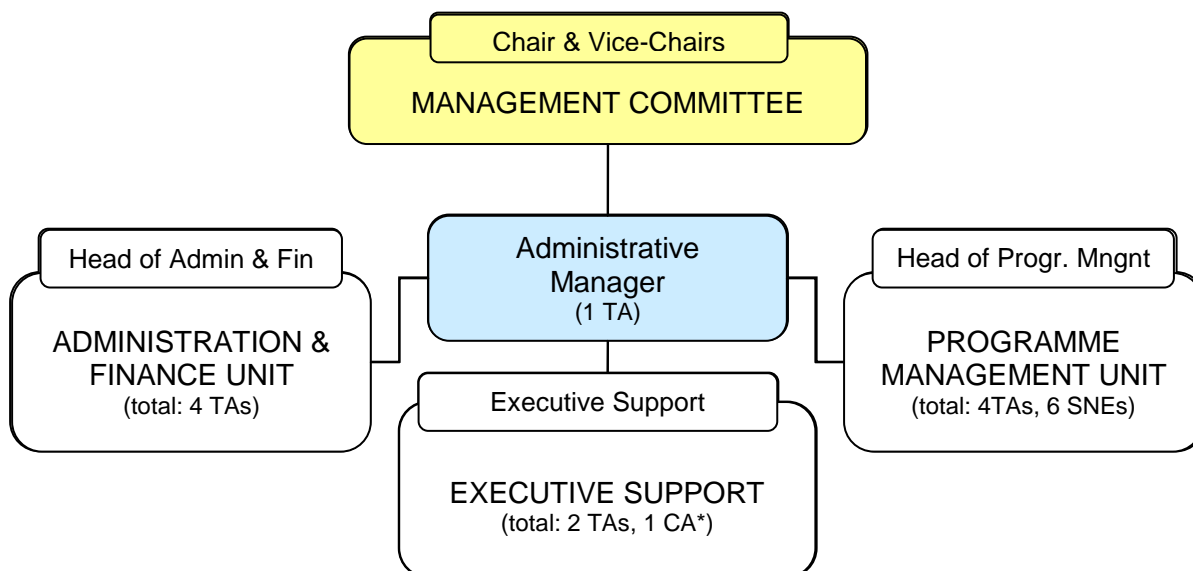 Chair & Vice-Chairs
MANAGEMENT COMMITTEE
Administrative
Manager
(1 TA)
Head of Admin & Fin
ADMINISTRATION &
FINANCE UNIT
(total: 4 TAs)
Executive Support
EXECUTIVE SUPPORT
(total: 2 TAs, 1 CA*)
Head of Progr. Mngnt
PROGRAMME
MANAGEMENT UNIT
(total: 4TAs, 6 SNEs)